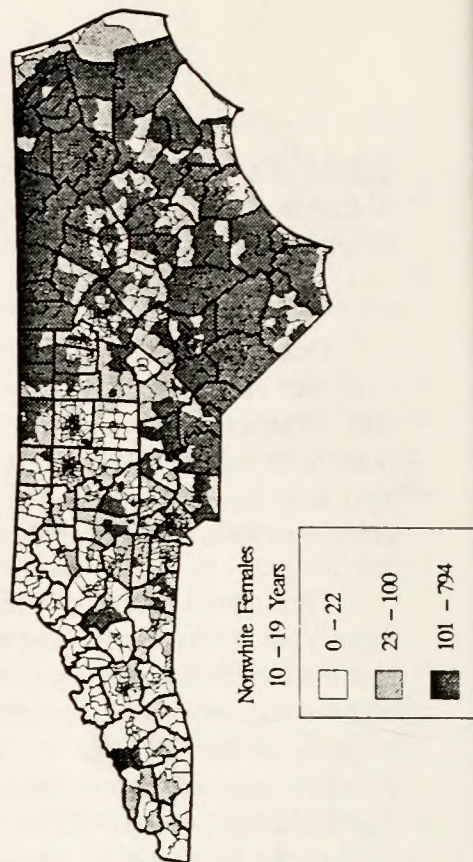 Nonwhite Females
10 – 19 Years
0 – 22
23 – 100
101 – 794